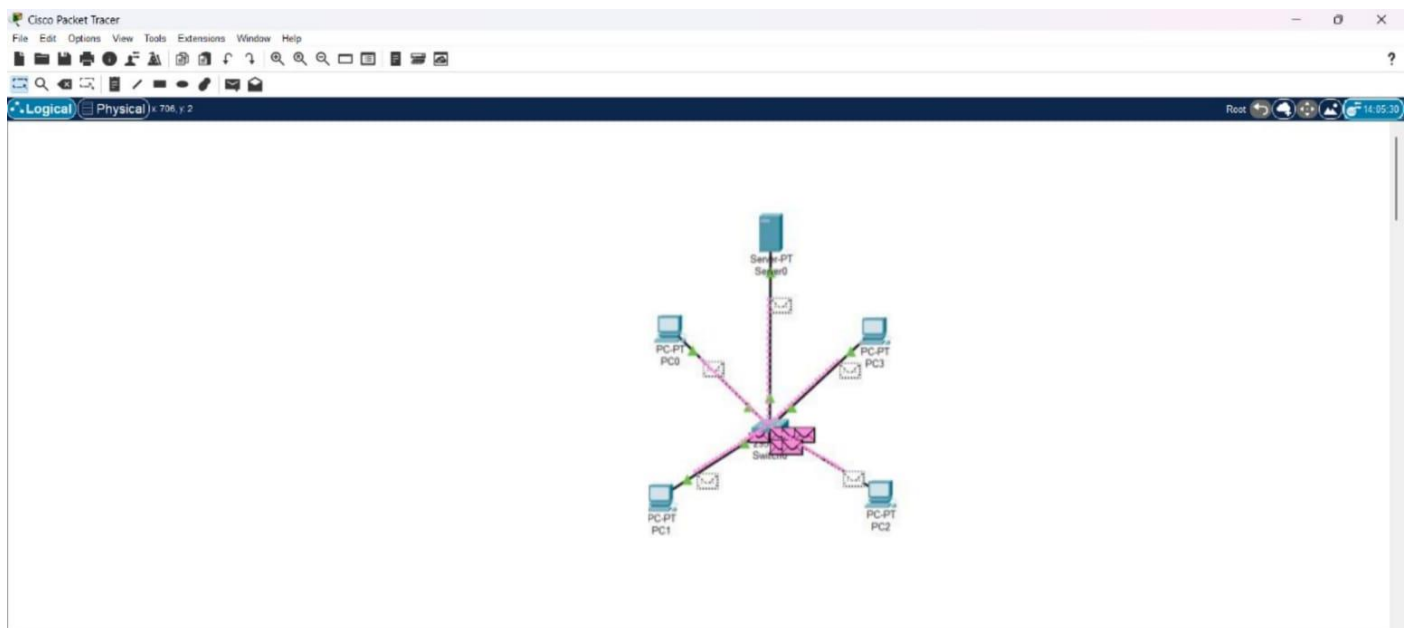 Cisco Packet Tracer
File Edit Options View Tools Extensions Window Help
?
Logical Physical x: 706, y: 2 Root 14:05:30
Server-PT
Server0
PC-PT
PC0
PC-PT
PC3
Switch0
PC-PT
PC1
PC-PT
PC2